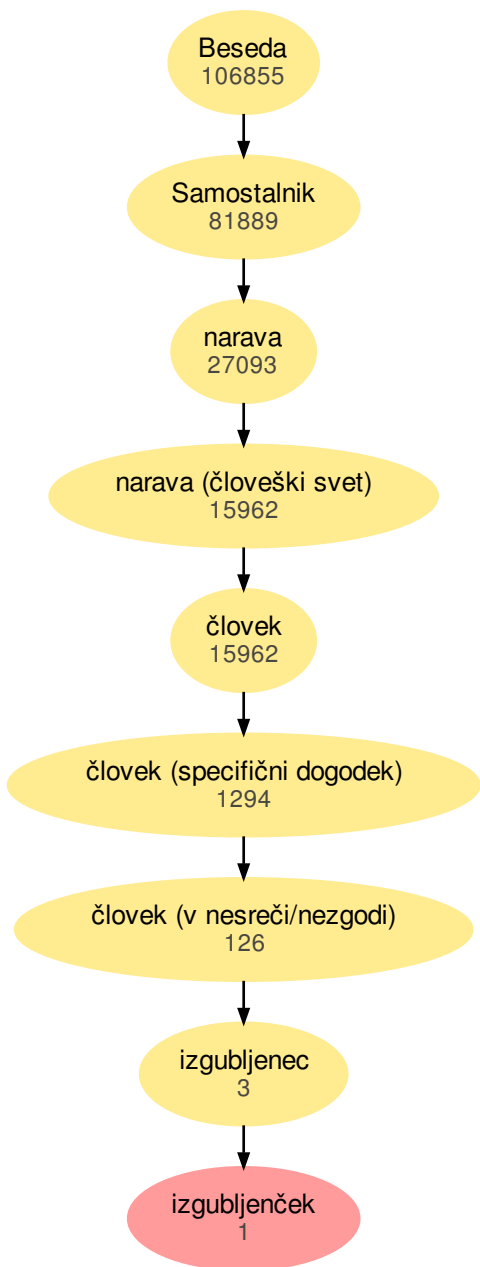 Beseda
106855
Samostalnik
81889
narava
27093
narava (človeški svet)
15962
človek
15962
človek (specifični dogodek)
1294
človek (v nesreči/nezgodi)
126
izgubljenec
3
izgubljenček
1